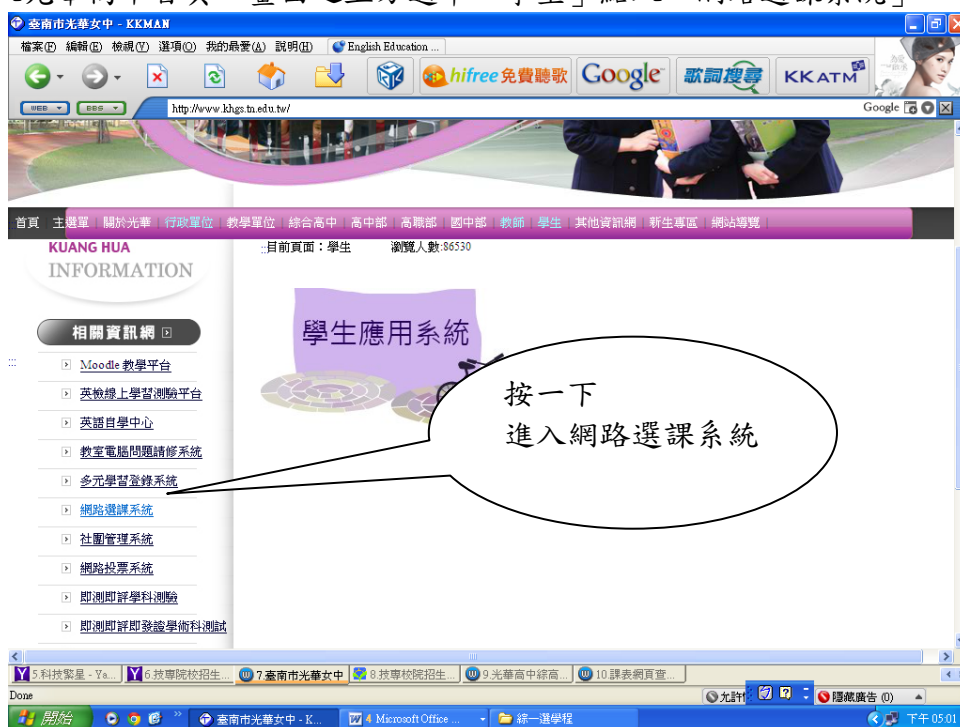 臺南市光華女中 - KKMAN
檔案(F) 編輯(E) 檢視(V) 選項(O) 我的最愛(A) 說明(H) English Education ...
hifree 免費聽歌 Google 歌詞搜尋 KKATM
WEB BBS http://www.khgs.tn.edu.tw/ Google
首頁 主選單 關於光華 行政單位 教學單位 綜合高中 高中部 高職部 國中部 教師 學生 其他資訊網 新生專區 網站導覽
KUANG HUA
INFORMATION
:::目前頁面：學生 瀏覽人數:86530
學生應用系統
相關資訊網
:::
Moodle 教學平台
英檢線上學習測驗平台
英語自學中心
教室電腦問題請修系統
多元學習登錄系統
網路選課系統
社團管理系統
網路投票系統
即測即評學科測驗
即測即評即發證學術科測試
按一下
進入網路選課系統
5.科技繁星 - Ya... 6.技專院校招生... 7.臺南市光華女中 8.技專校院招生... 9.光華高中綜高... 10.課表網頁查...
Done 隱藏廣告 (0)
開始 臺南市光華女中 - K... 4 Microsoft Office ... 綜一選學程 下午 05:01